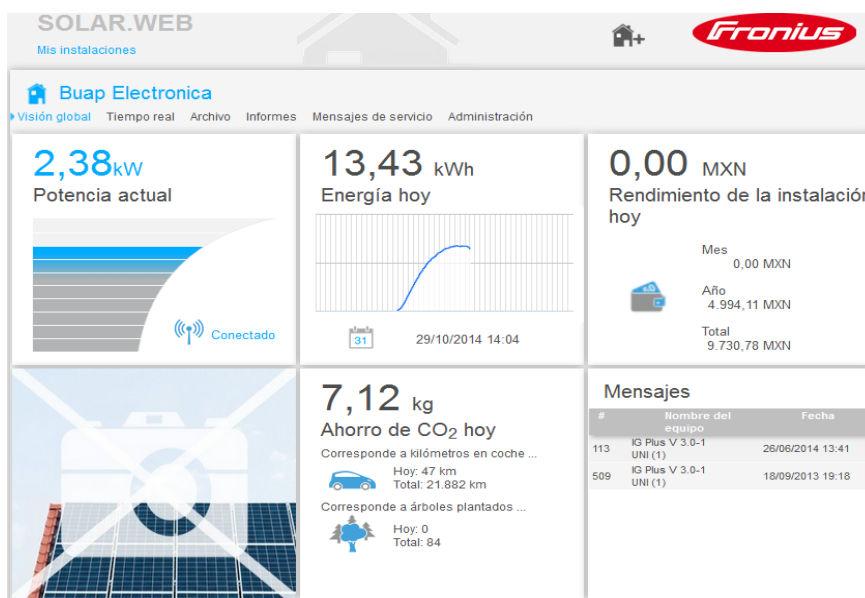 SOLAR.WEB
Mis instalaciones
Fronius
Buap Electronica
Visión global Tiempo real Archivo Informes Mensajes de servicio Administración
2,38kW
Potencia actual
Conectado
13,43 kWh
Energía hoy
31
29/10/2014 14:04
0,00 MXN
Rendimiento de la instalación
hoy
Mes
0,00 MXN
Año
4.994,11 MXN
Total
9.730,78 MXN
7,12 kg
Ahorro de CO2 hoy
Corresponde a kilómetros en coche ...
Hoy: 47 km
Total: 21.882 km
Corresponde a árboles plantados ...
Hoy: 0
Total: 84
Mensajes
# Nombre del equipo Fecha
113 IG Plus V 3.0-1 26/06/2014 13:41
UNI (1)
509 IG Plus V 3.0-1 18/09/2013 19:18
UNI (1)